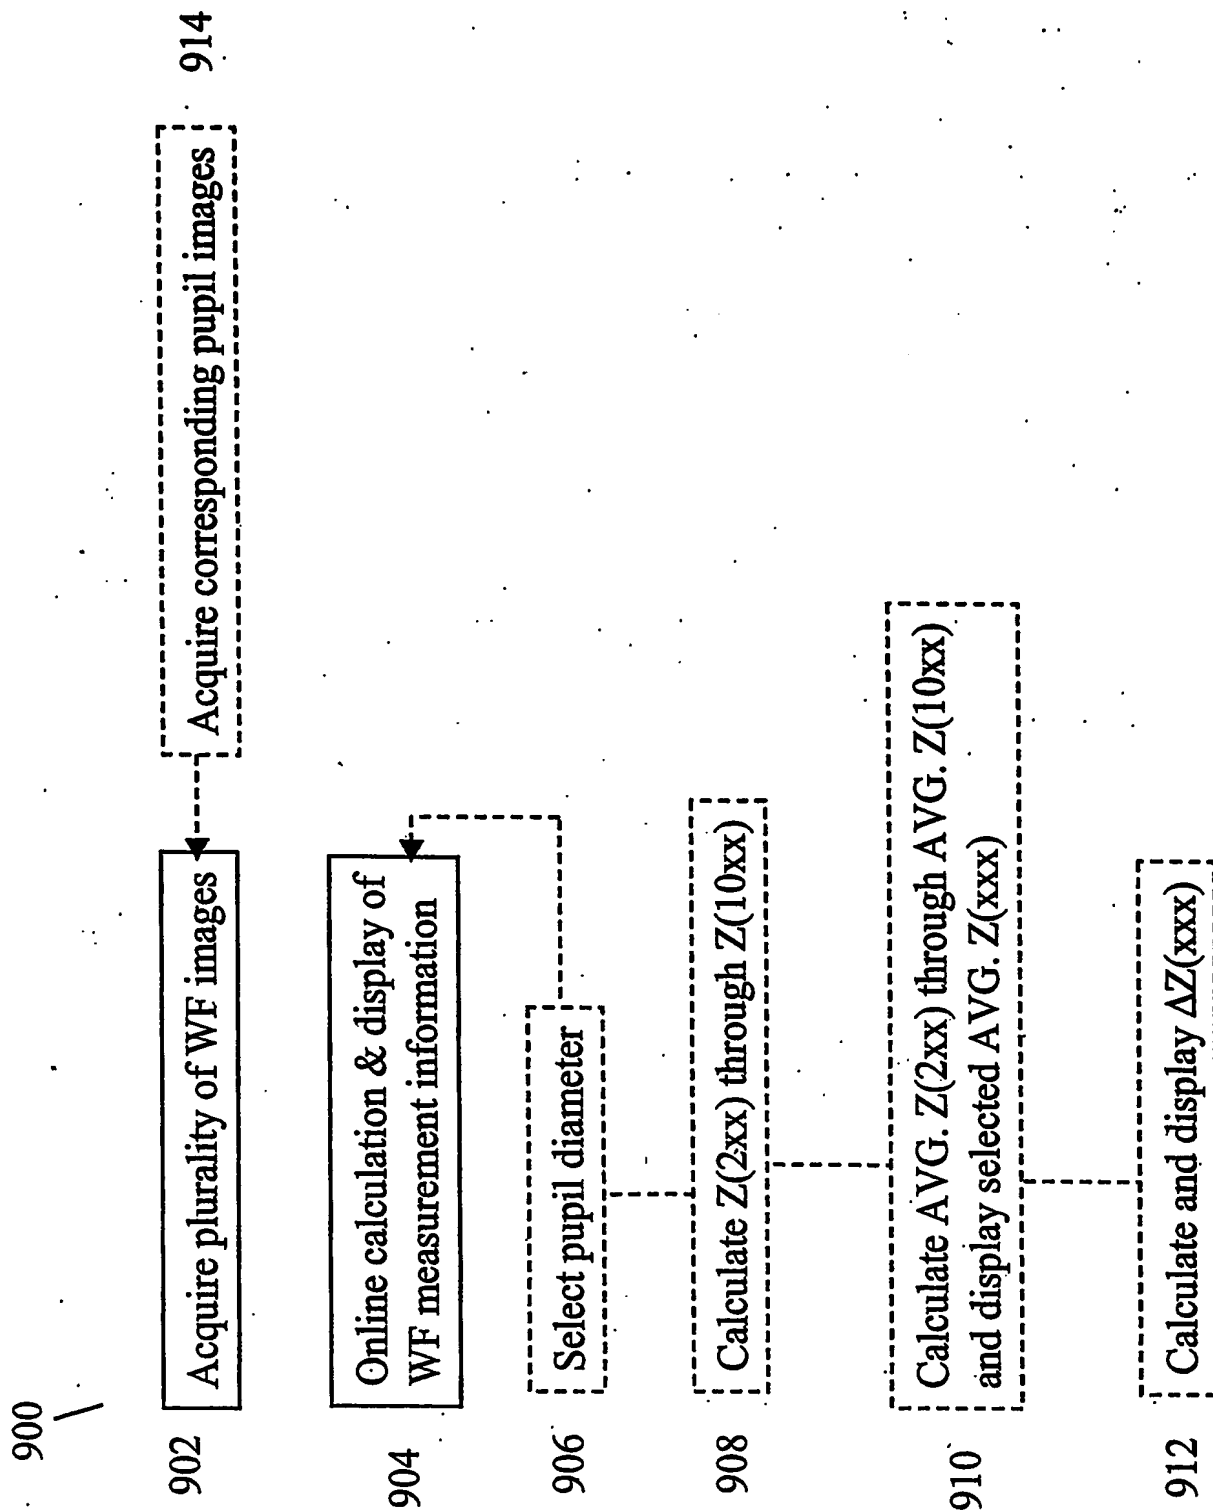 900
902
Acquire plurality of WF images
Acquire corresponding pupil images
914
904
Online calculation & display of
WF measurement information
906
Select pupil diameter
908
Calculate Z(2xx) through Z(10xx)
910
Calculate AVG. Z(2xx) through AVG. Z(10xx)
and display selected AVG. Z(xxx)
912
Calculate and display ΔZ(xxx)